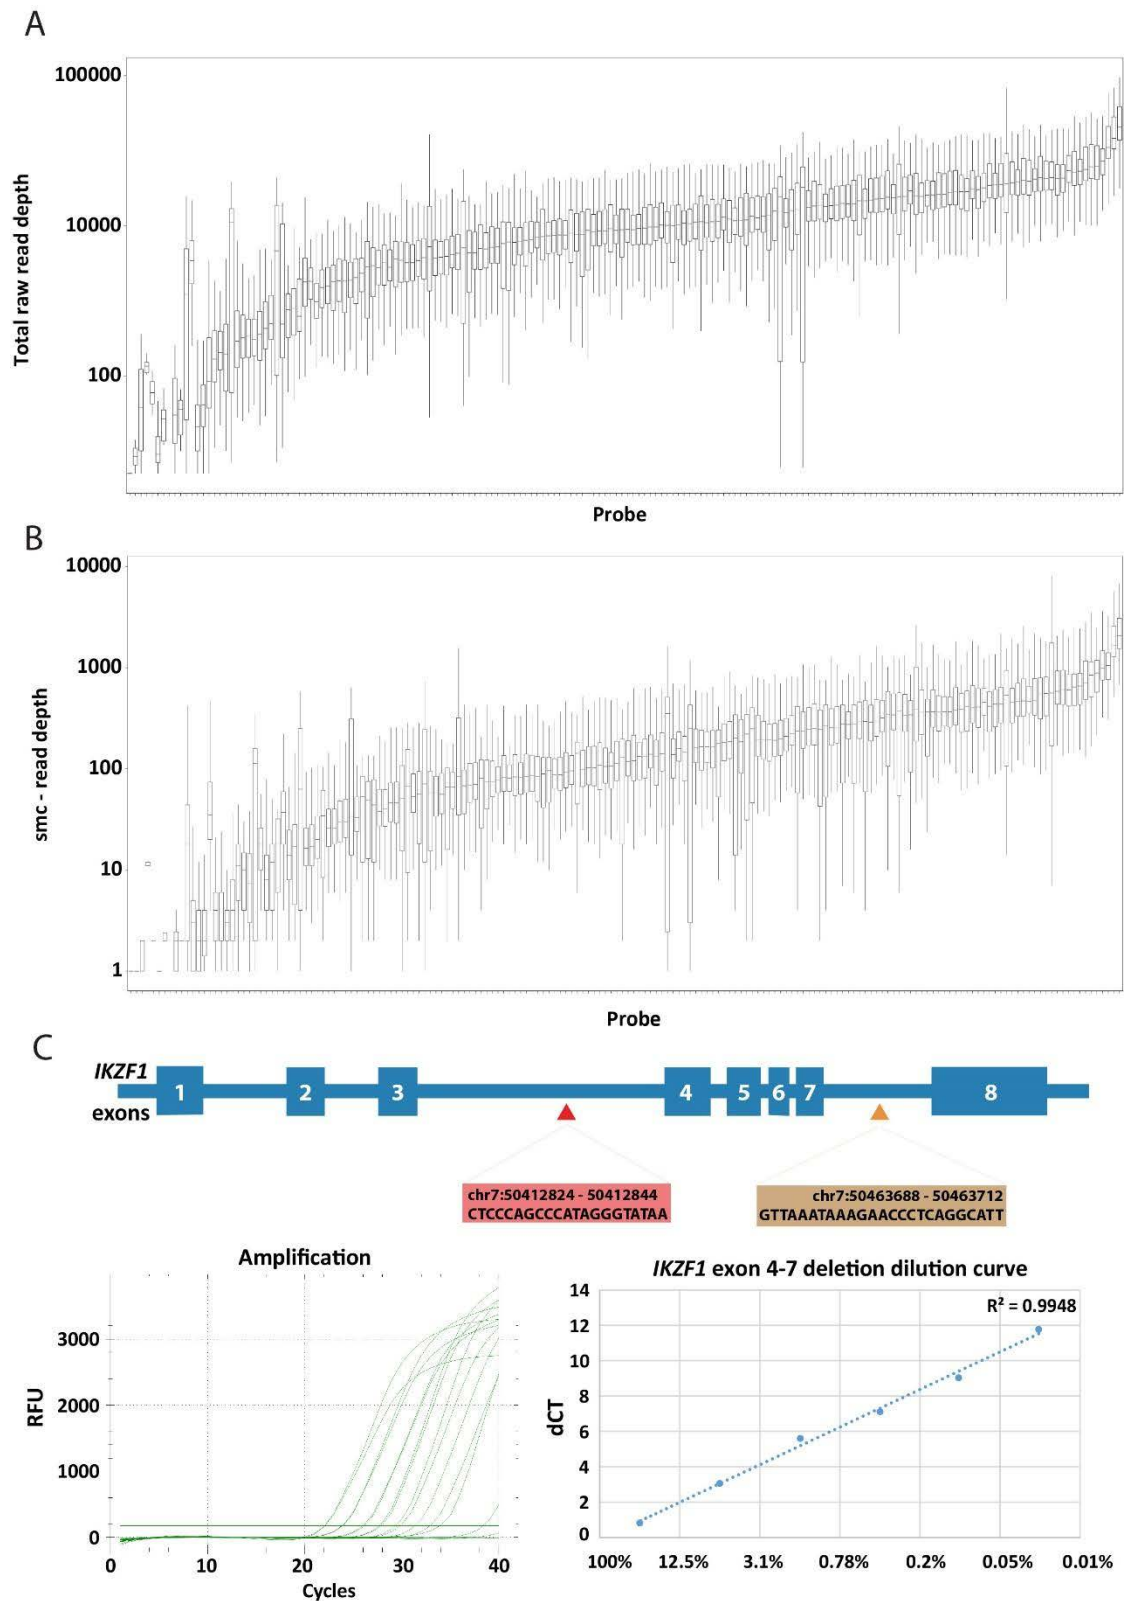 A
100000
10000
100
Total raw read depth
Probe
B
10000
1000
100
10
1
smc - read depth
Probe
C
IKZF1
exons
1 2 3 4 5 6 7 8
chr7:50412824 - 50412844
CTCCCAGCCCATAGGGTATAA
chr7:50463688 - 50463712
GTTAAATAAAGAACCCTCAGGCATT
Amplification
3000
2000
1000
0
RFU
0 10 20 30 40
Cycles
IKZF1 exon 4-7 deletion dilution curve
R² = 0.9948
14
12
10
8
6
4
2
0
dCT
100% 12.5% 3.1% 0.78% 0.2% 0.05% 0.01%